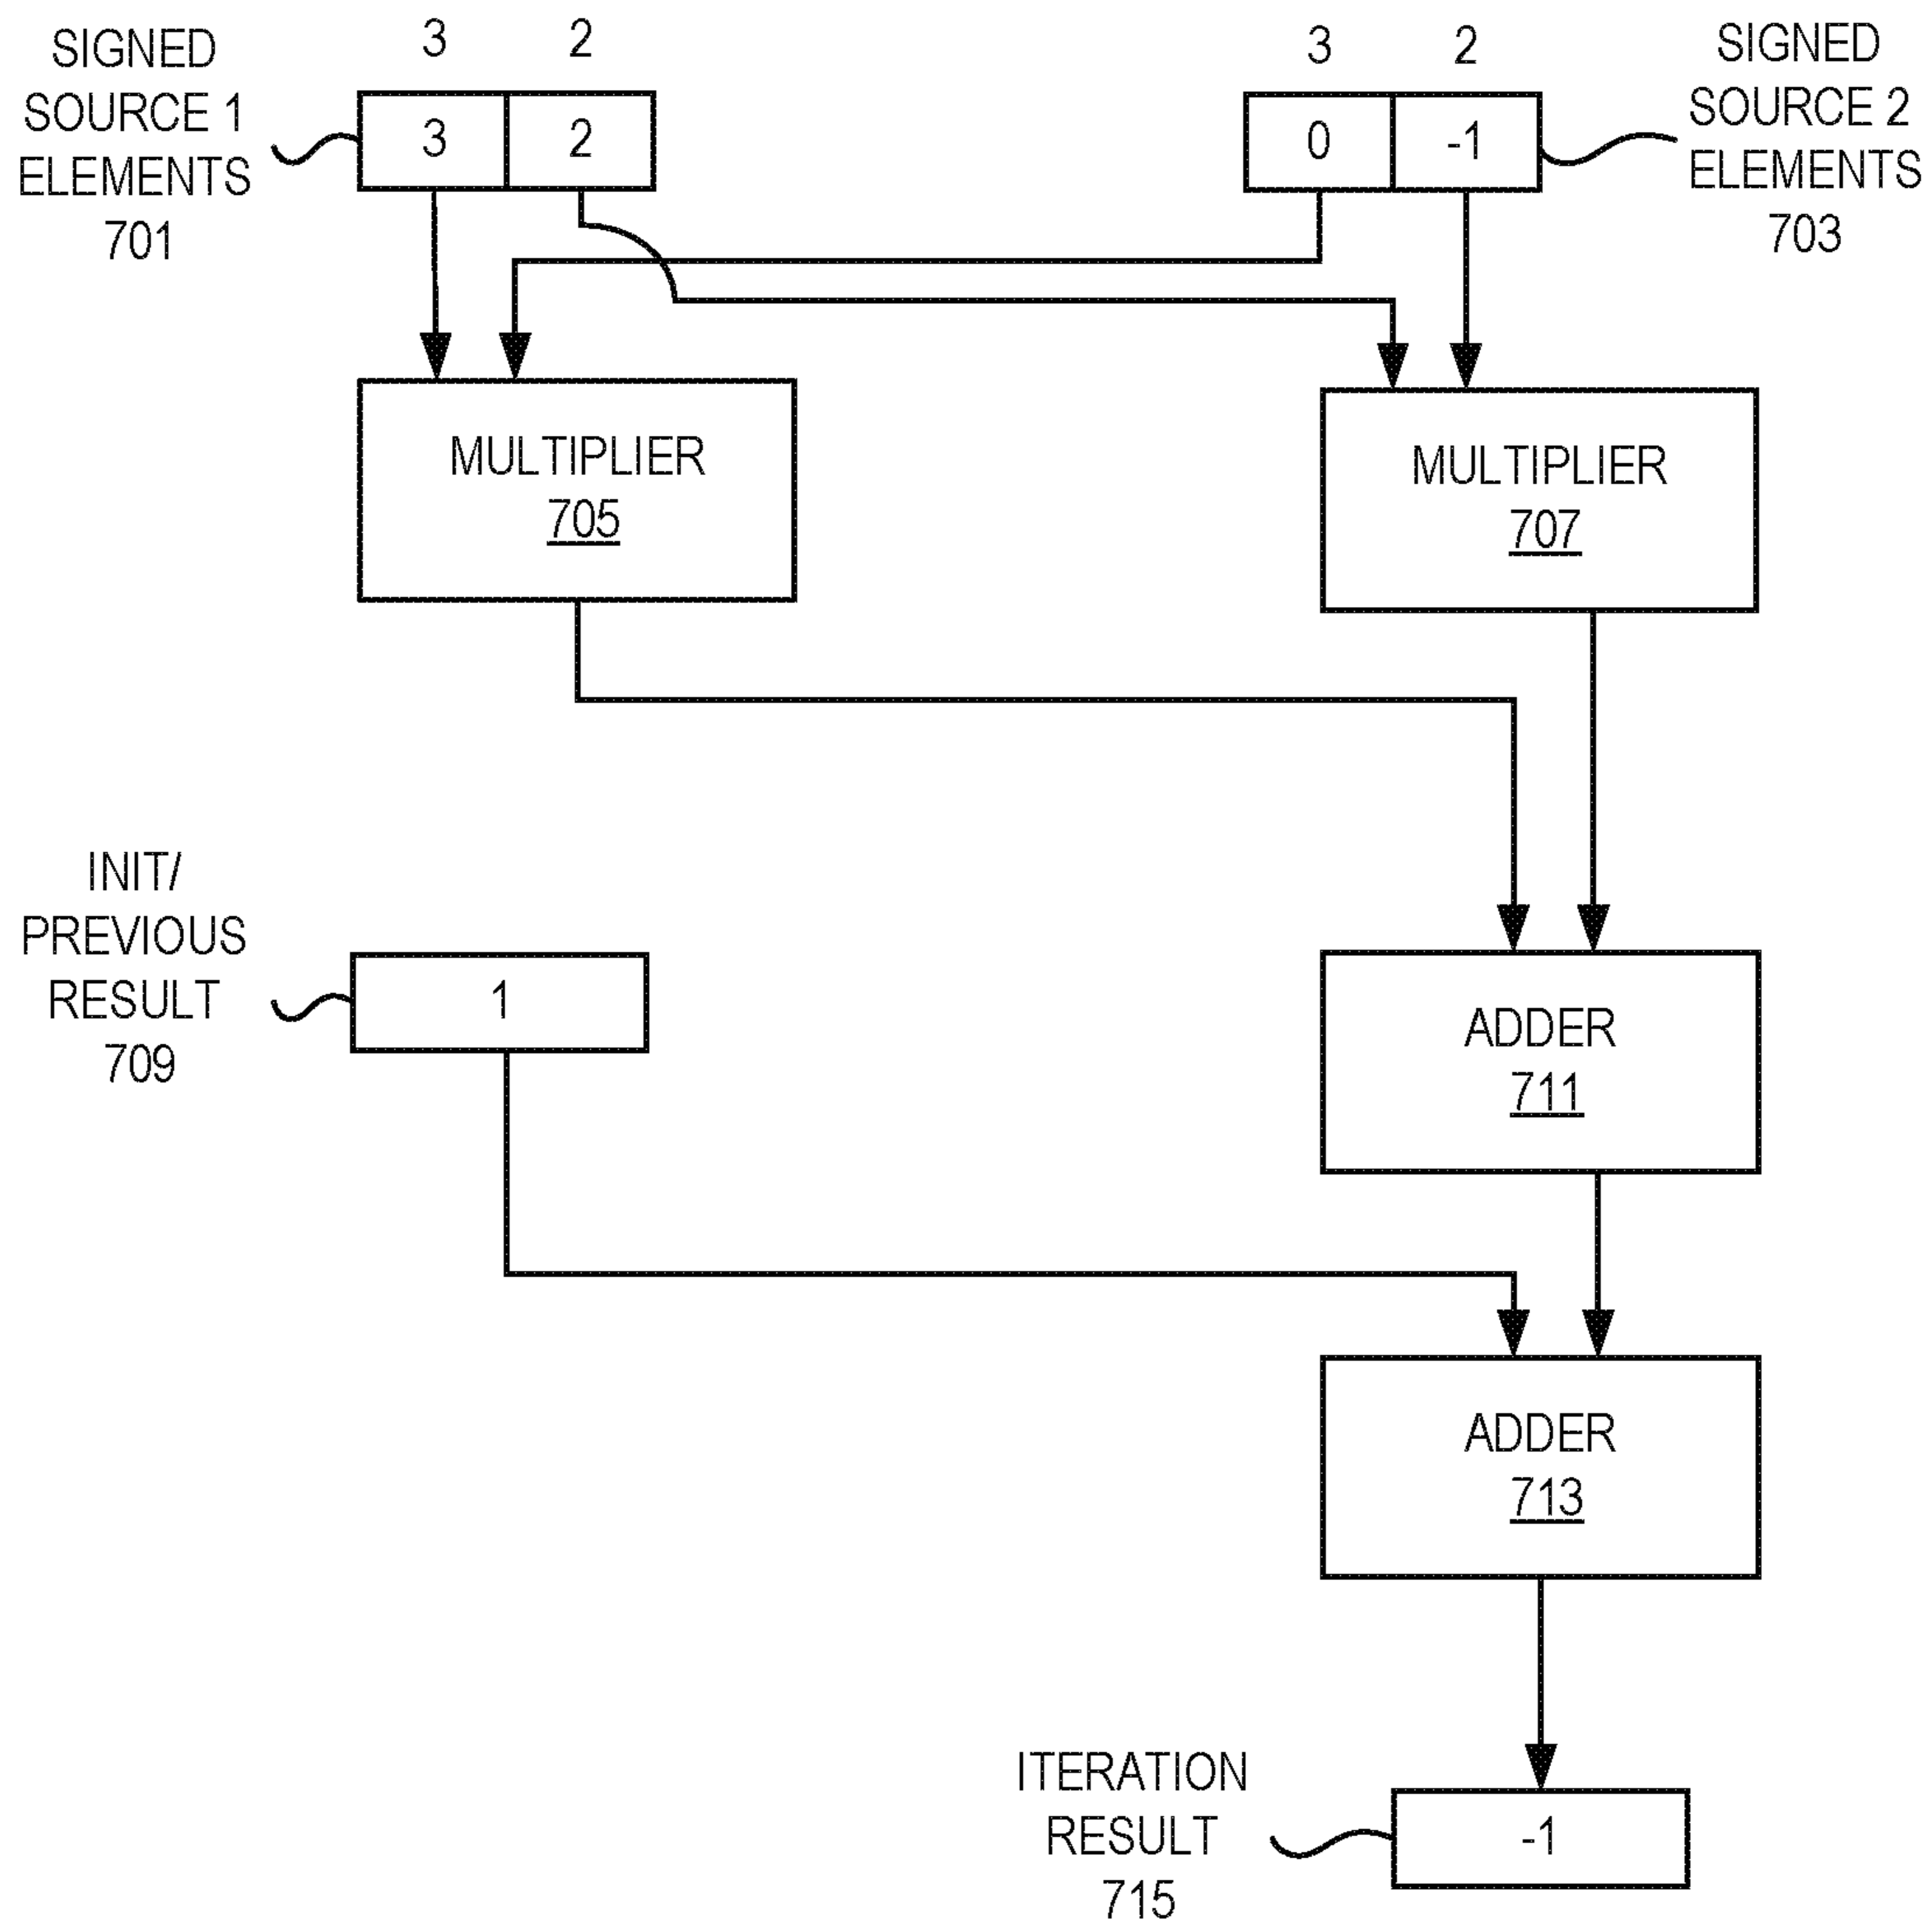 SIGNED
SOURCE 1
ELEMENTS
701
3 2
3 2
3 2
0 -1
SIGNED
SOURCE 2
ELEMENTS
703
MULTIPLIER
705
MULTIPLIER
707
INIT/
PREVIOUS
RESULT
709
1
ADDER
711
ADDER
713
ITERATION
RESULT
715
-1